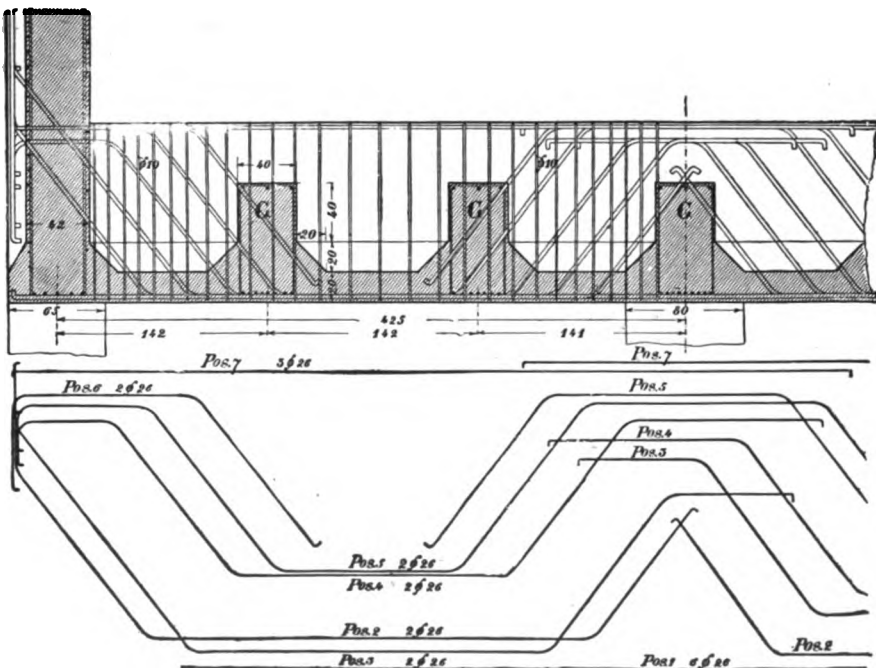 ϕ10
40
ϕ10
42
G
G
G
40
20
20
20
65
425
80
142
142
141
Pos.7 3ϕ26
Pos.7
Pos.6 2ϕ26
Pos.5
Pos.4
Pos.3
Pos.5 2ϕ26
Pos.4 2ϕ26
Pos.2 2ϕ26
Pos.2
Pos.3 2ϕ26
Pos.1 6ϕ26